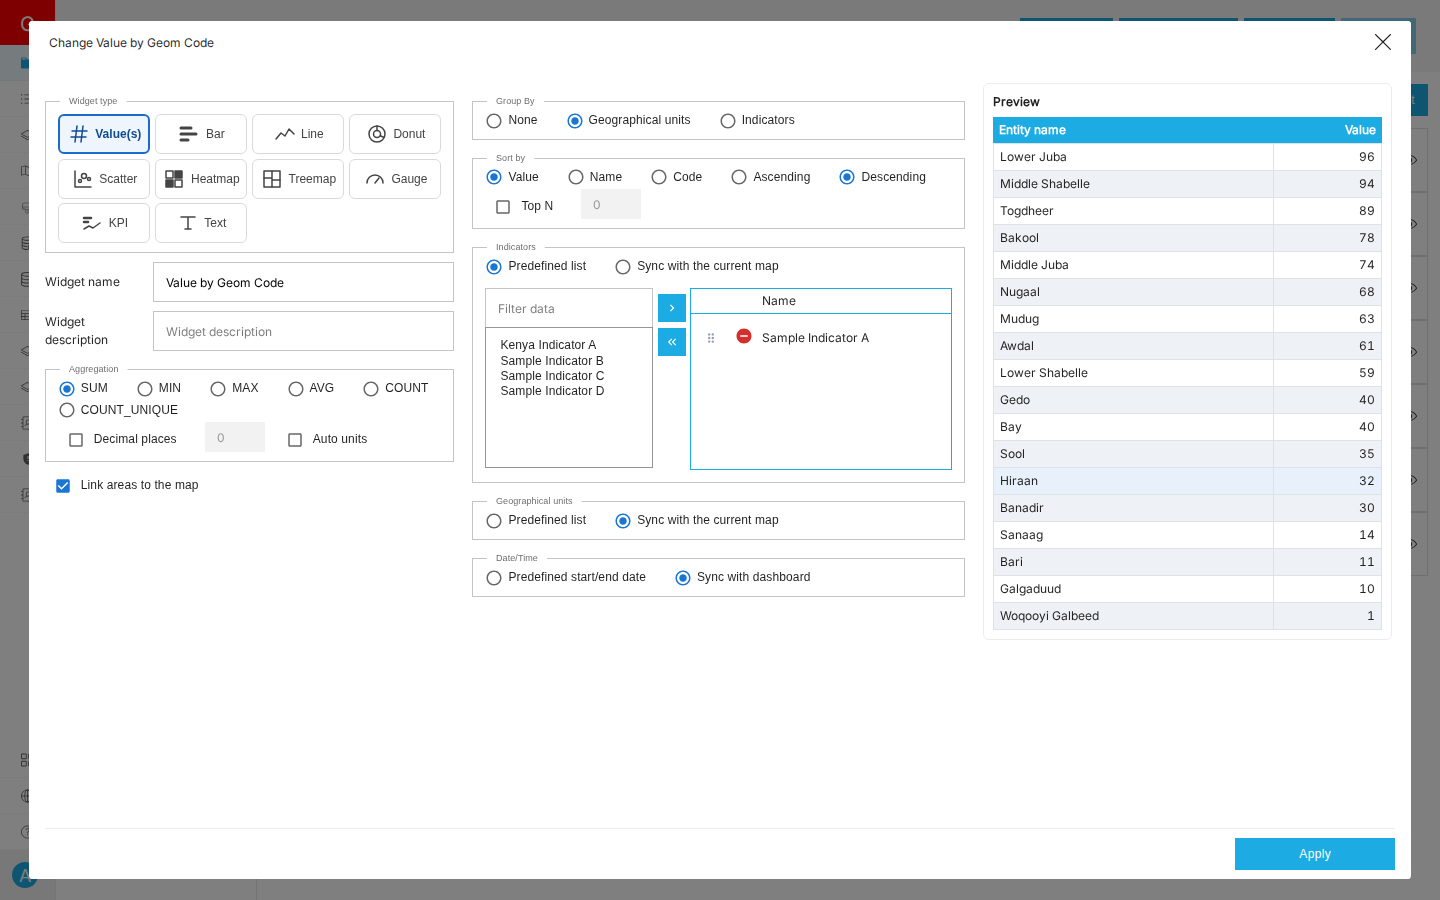 Change Value by Geom Code
Widget type
Value(s)
Bar
Line
Donut
Scatter
Heatmap
Treemap
Gauge
KPI
Text
Widget name
Value by Geom Code
Widget
description
Widget description
Aggregation
SUM
MIN
MAX
AVG
COUNT
COUNT_UNIQUE
Decimal places
0
Auto units
Link areas to the map
Group By
None
Geographical units
Indicators
Sort by
Value
Name
Code
Ascending
Descending
Top N
0
Indicators
Predefined list
Sync with the current map
Filter data
Kenya Indicator A
Sample Indicator B
Sample Indicator C
Sample Indicator D
Name
Sample Indicator A
Geographical units
Predefined list
Sync with the current map
Date/Time
Predefined start/end date
Sync with dashboard
Preview
Entity name Value
Lower Juba 96
Middle Shabelle 94
Togdheer 89
Bakool 78
Middle Juba 74
Nugaal 68
Mudug 63
Awdal 61
Lower Shabelle 59
Gedo 40
Bay 40
Sool 35
Hiraan 32
Banadir 30
Sanaag 14
Bari 11
Galgaduud 10
Woqooyi Galbeed 1
Apply